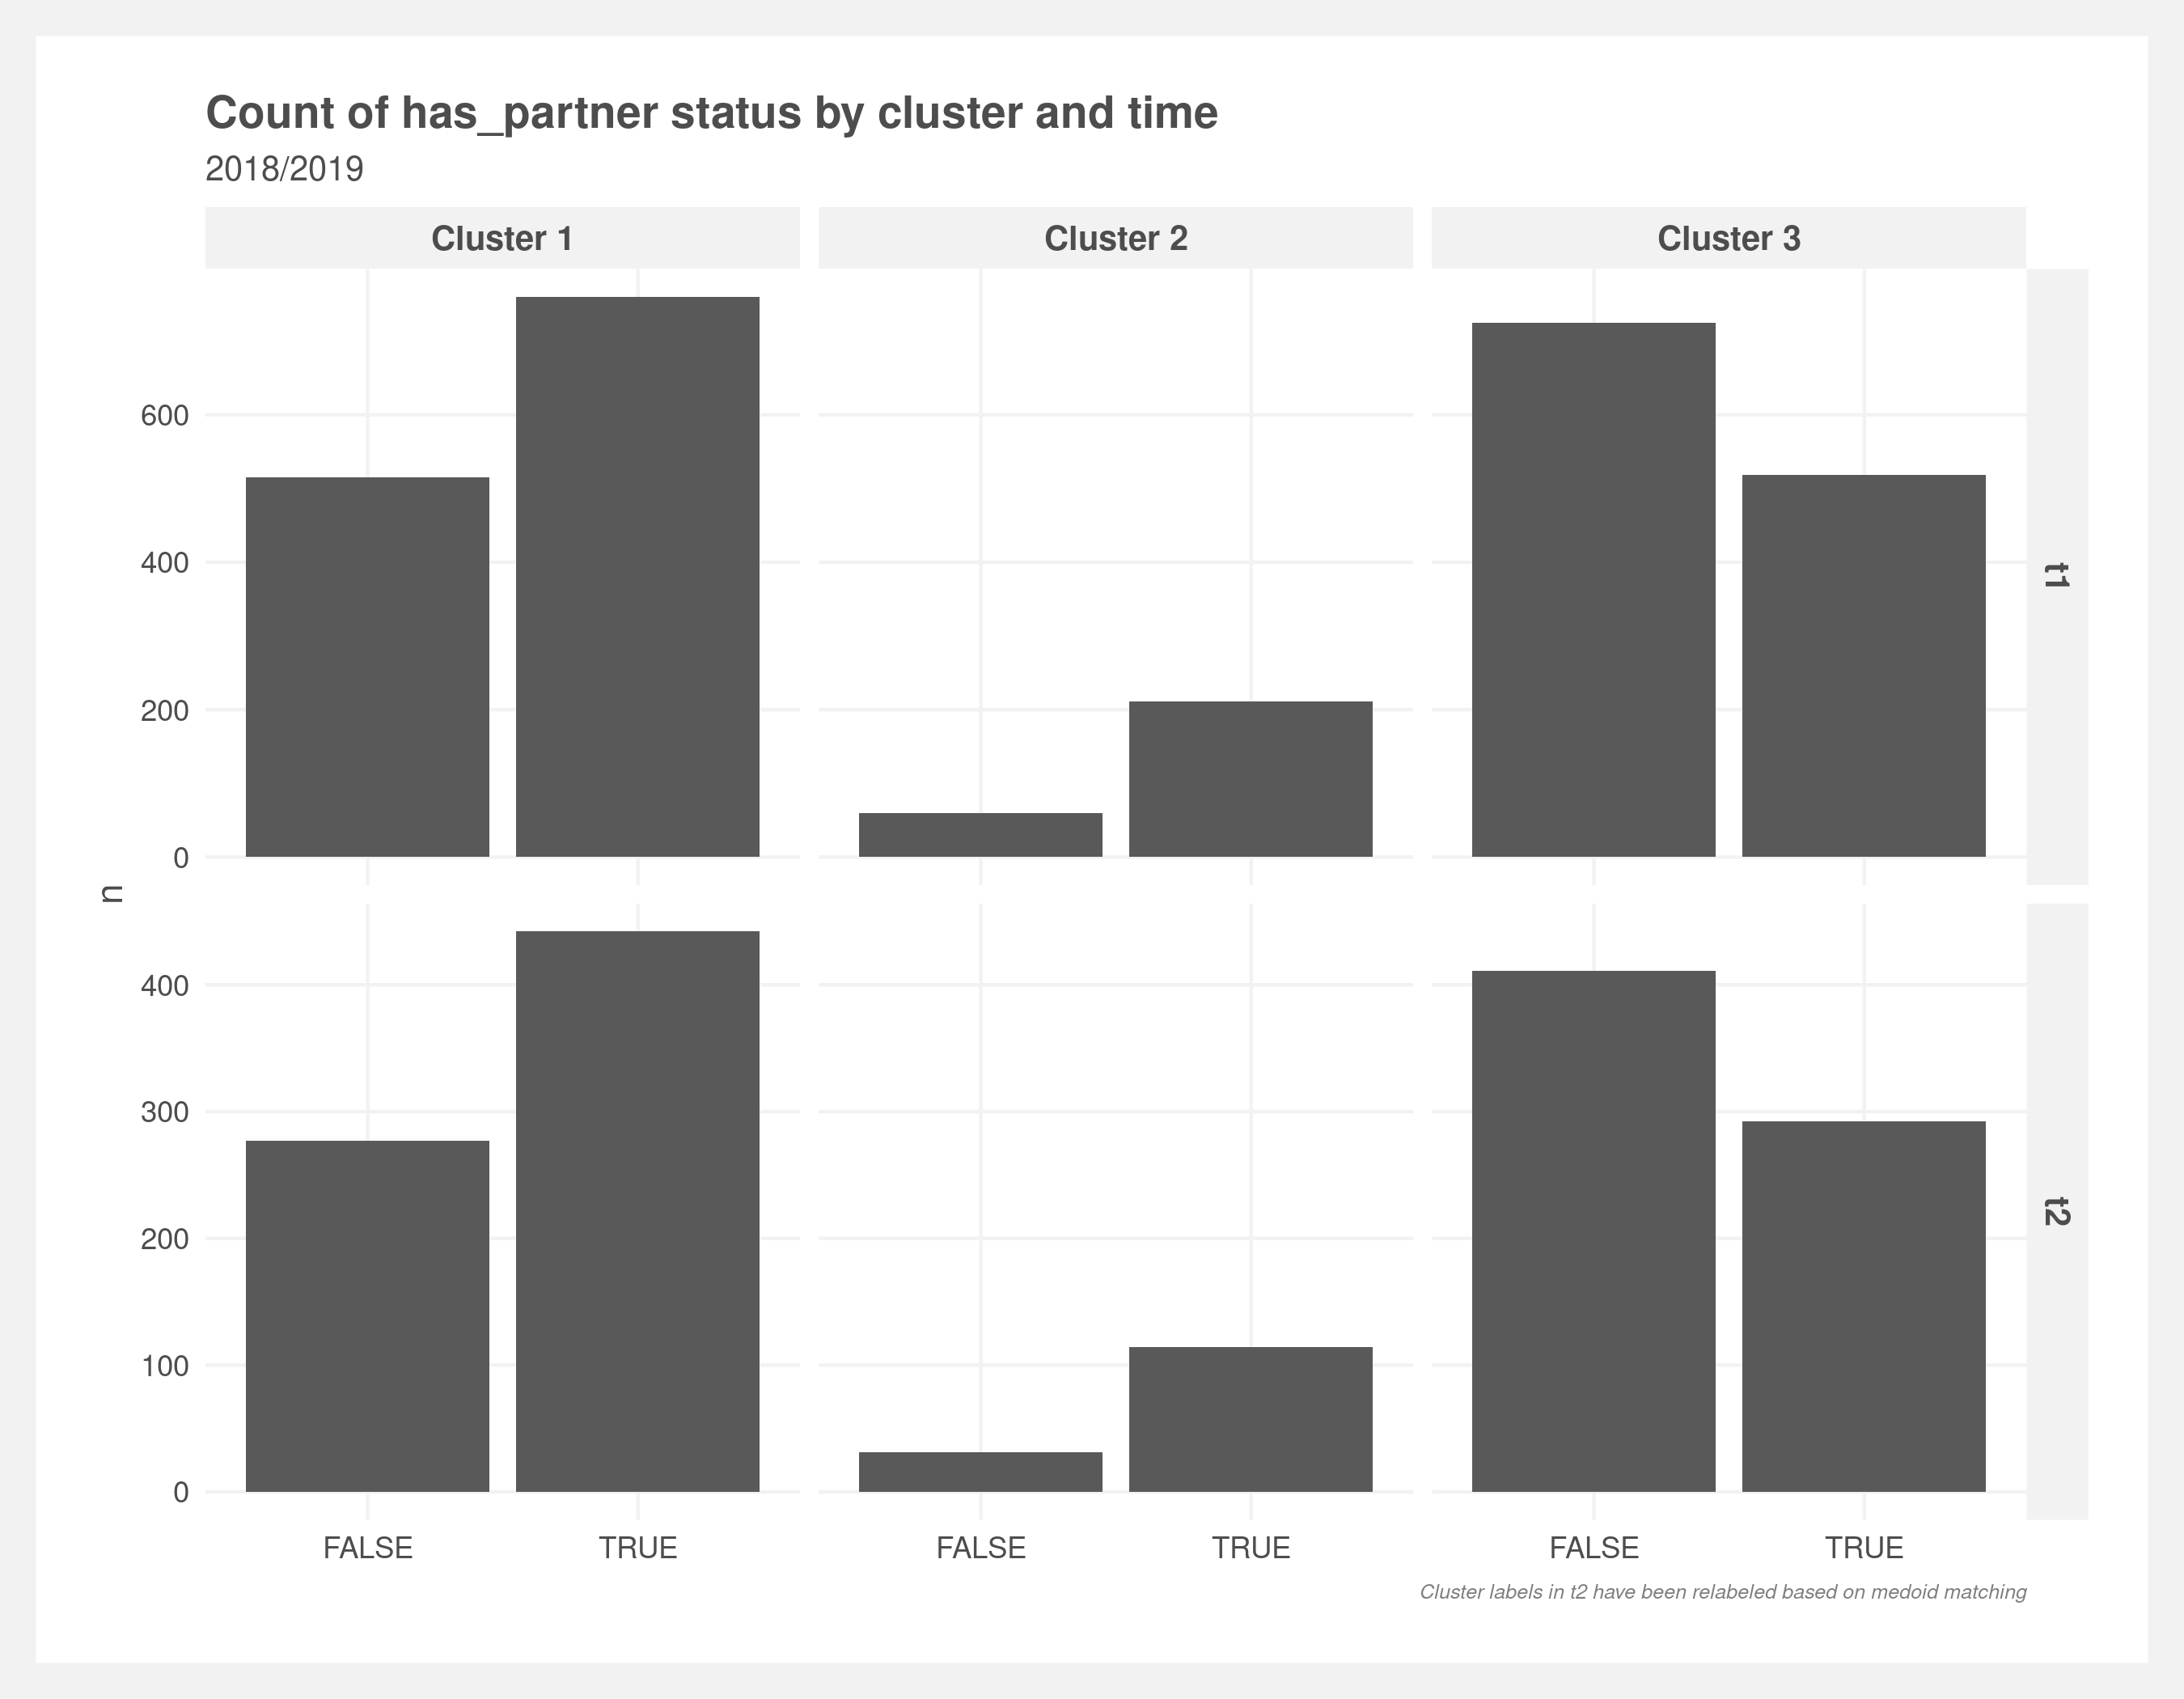 Count of has_partner status by cluster and time
2018/2019
Cluster 1
Cluster 2
Cluster 3
600
400
200
0
t1
n
400
300
200
100
0
t2
FALSE
TRUE
FALSE
TRUE
FALSE
TRUE
Cluster labels in t2 have been relabeled based on medoid matching